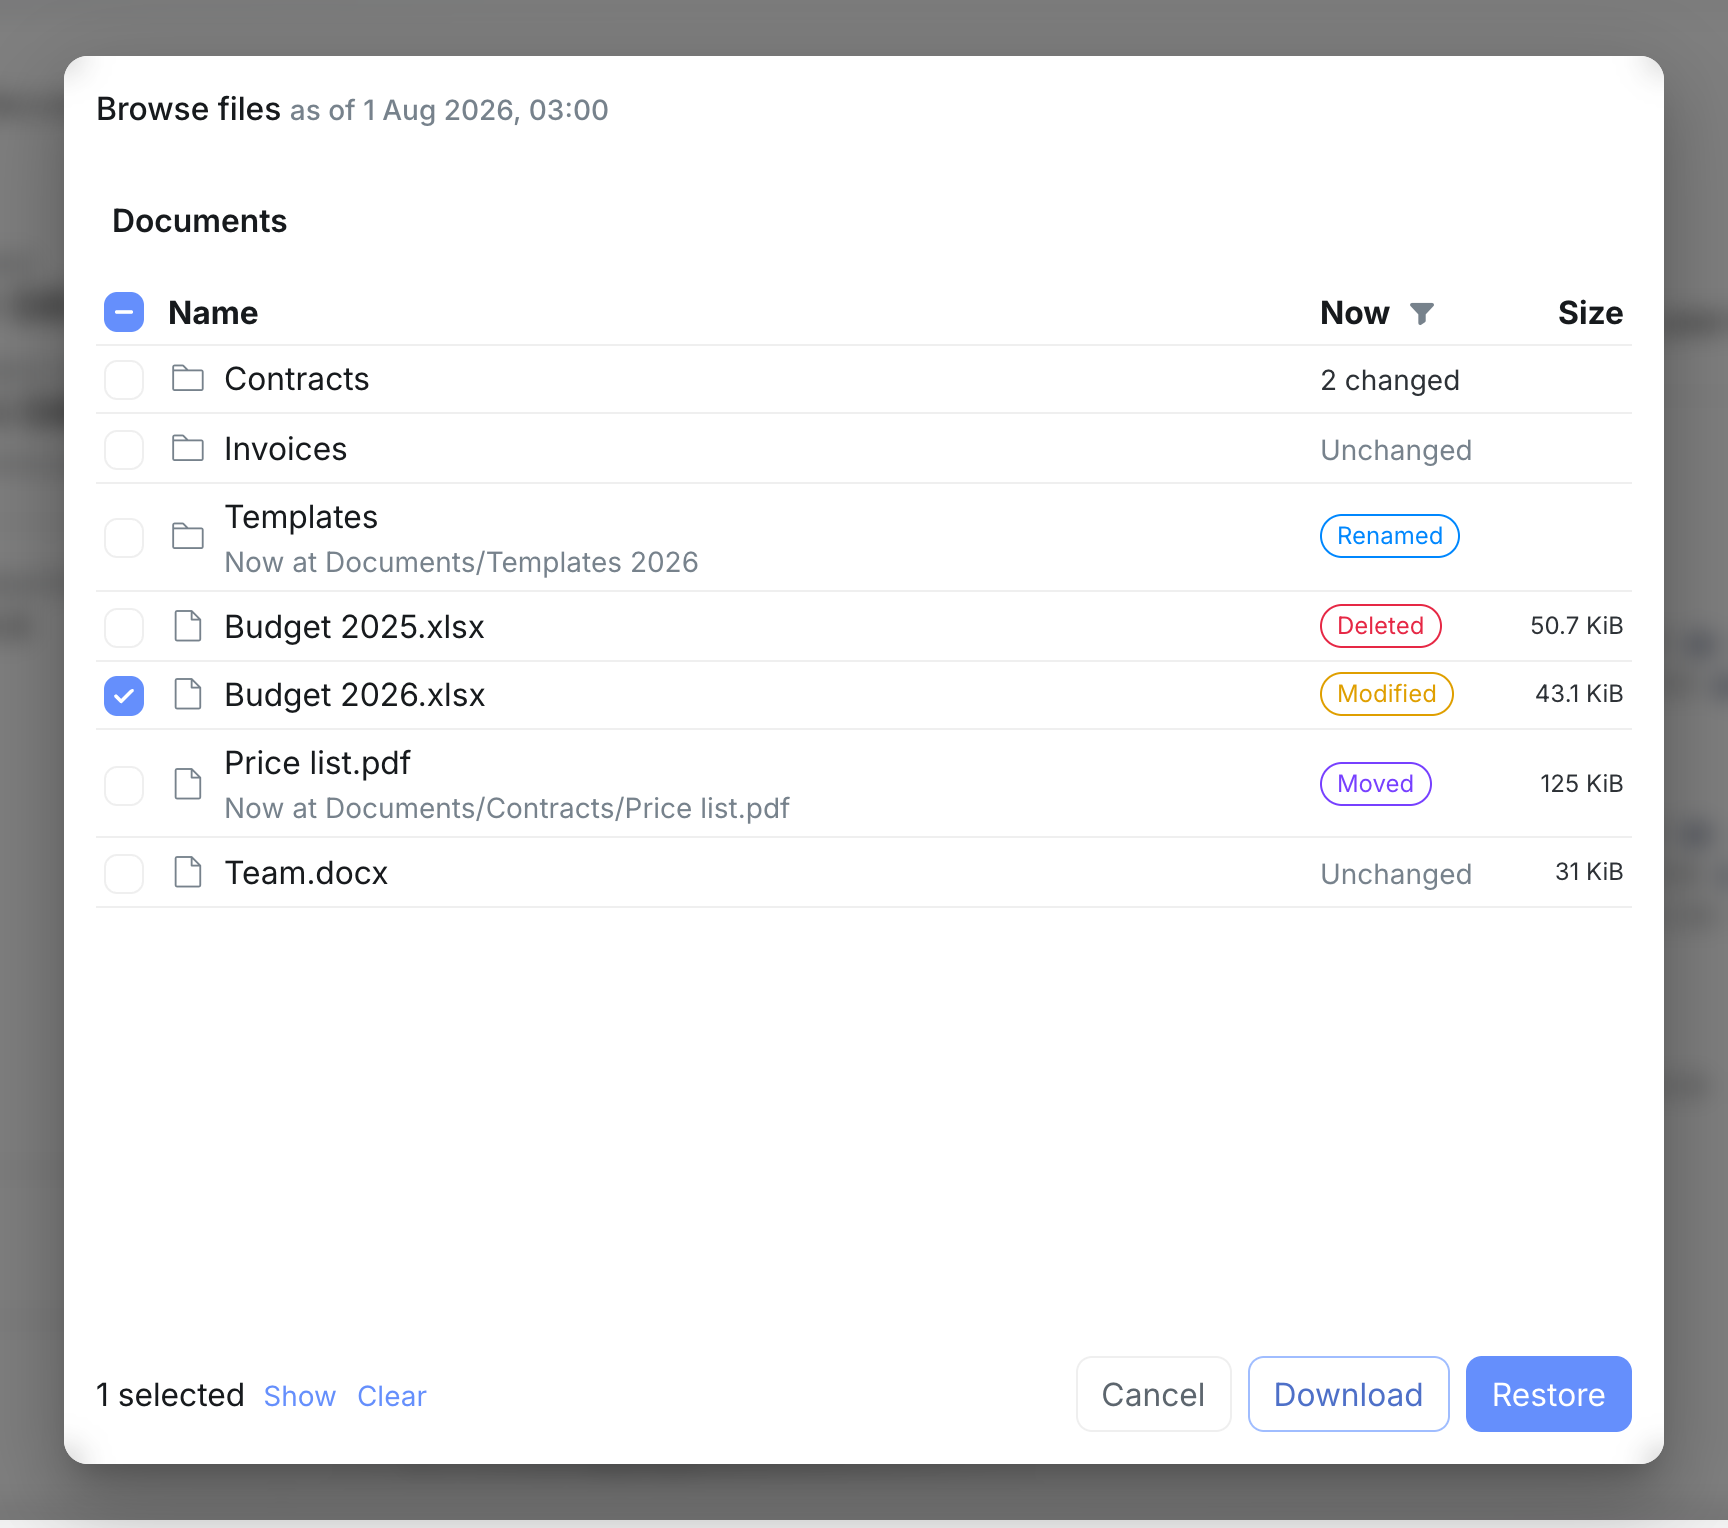 Browse files as of 1 Aug 2026, 03:00
Documents
Name Now Size
Contracts 2 changed
Invoices Unchanged
Templates
Now at Documents/Templates 2026
Renamed
Budget 2025.xlsx Deleted 50.7 KiB
Budget 2026.xlsx Modified 43.1 KiB
Price list.pdf
Now at Documents/Contracts/Price list.pdf
Moved 125 KiB
Team.docx Unchanged 31 KiB
1 selected Show Clear Cancel Download Restore